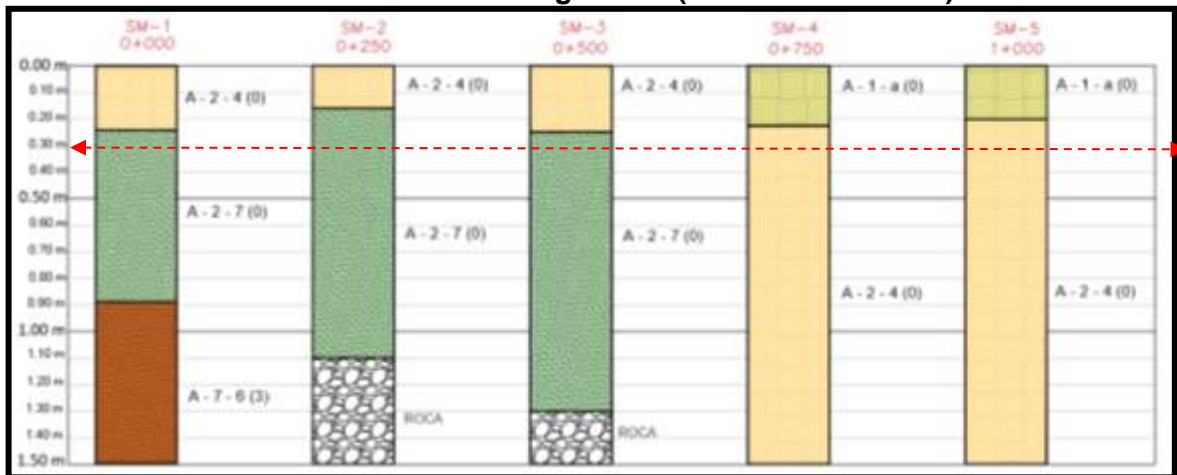 SM-1 SM-2 SM-3 SM-4 SM-5
0+000 0+250 0+500 0+750 1+000
0.00 m
0.10 m
0.20 m
0.30 m
0.40 m
0.50 m
0.60 m
0.70 m
0.80 m
0.90 m
1.00 m
1.10 m
1.20 m
1.30 m
1.40 m
1.50 m
A - 2 - 4 (0)
A - 2 - 7 (0)
A - 7 - 6 (3)
A - 2 - 4 (0)
A - 2 - 7 (0)
ROCA
A - 2 - 4 (0)
A - 2 - 7 (0)
ROCA
A - 1 - a (0)
A - 2 - 4 (0)
A - 1 - a (0)
A - 2 - 4 (0)